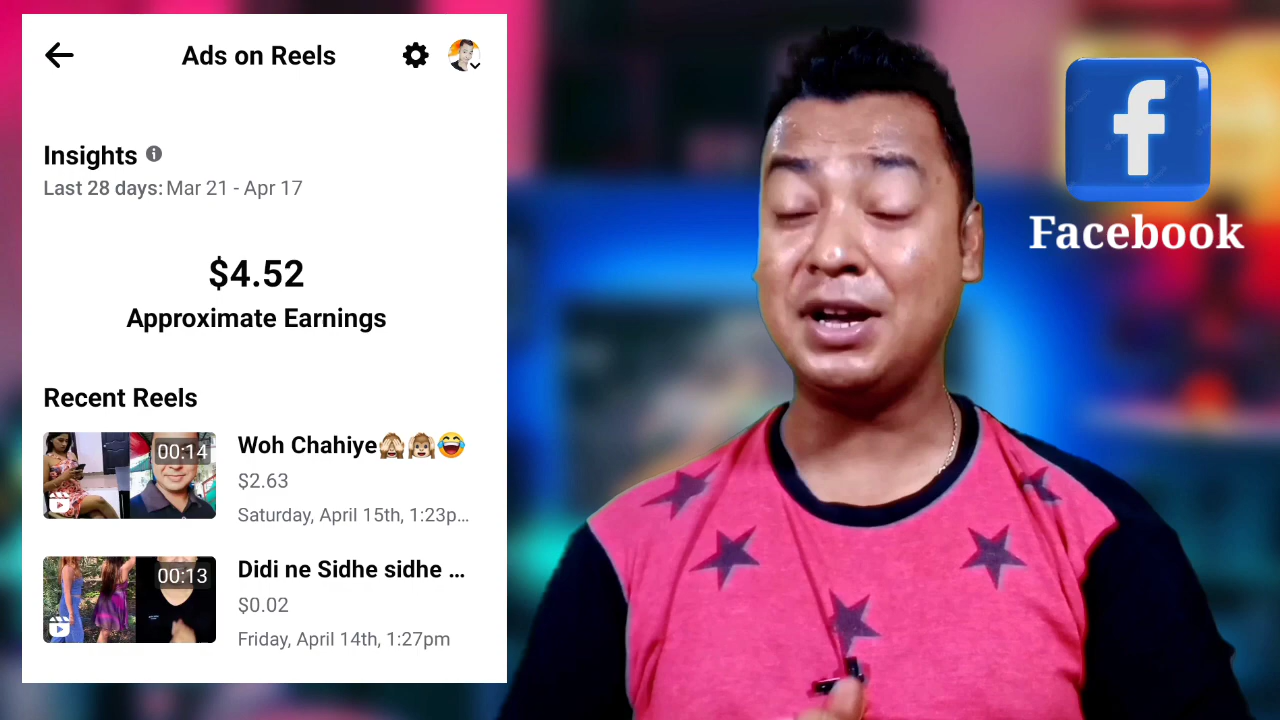 Ads on Reels
Insights
Last 28 days: Mar 21 - Apr 17
$4.52
Approximate Earnings
Recent Reels
00:14
Woh Chahiye🙈🙉😂
$2.63
Saturday, April 15th, 1:23p...
00:13
Didi ne Sidhe sidhe ...
$0.02
Friday, April 14th, 1:27pm
f
Facebook